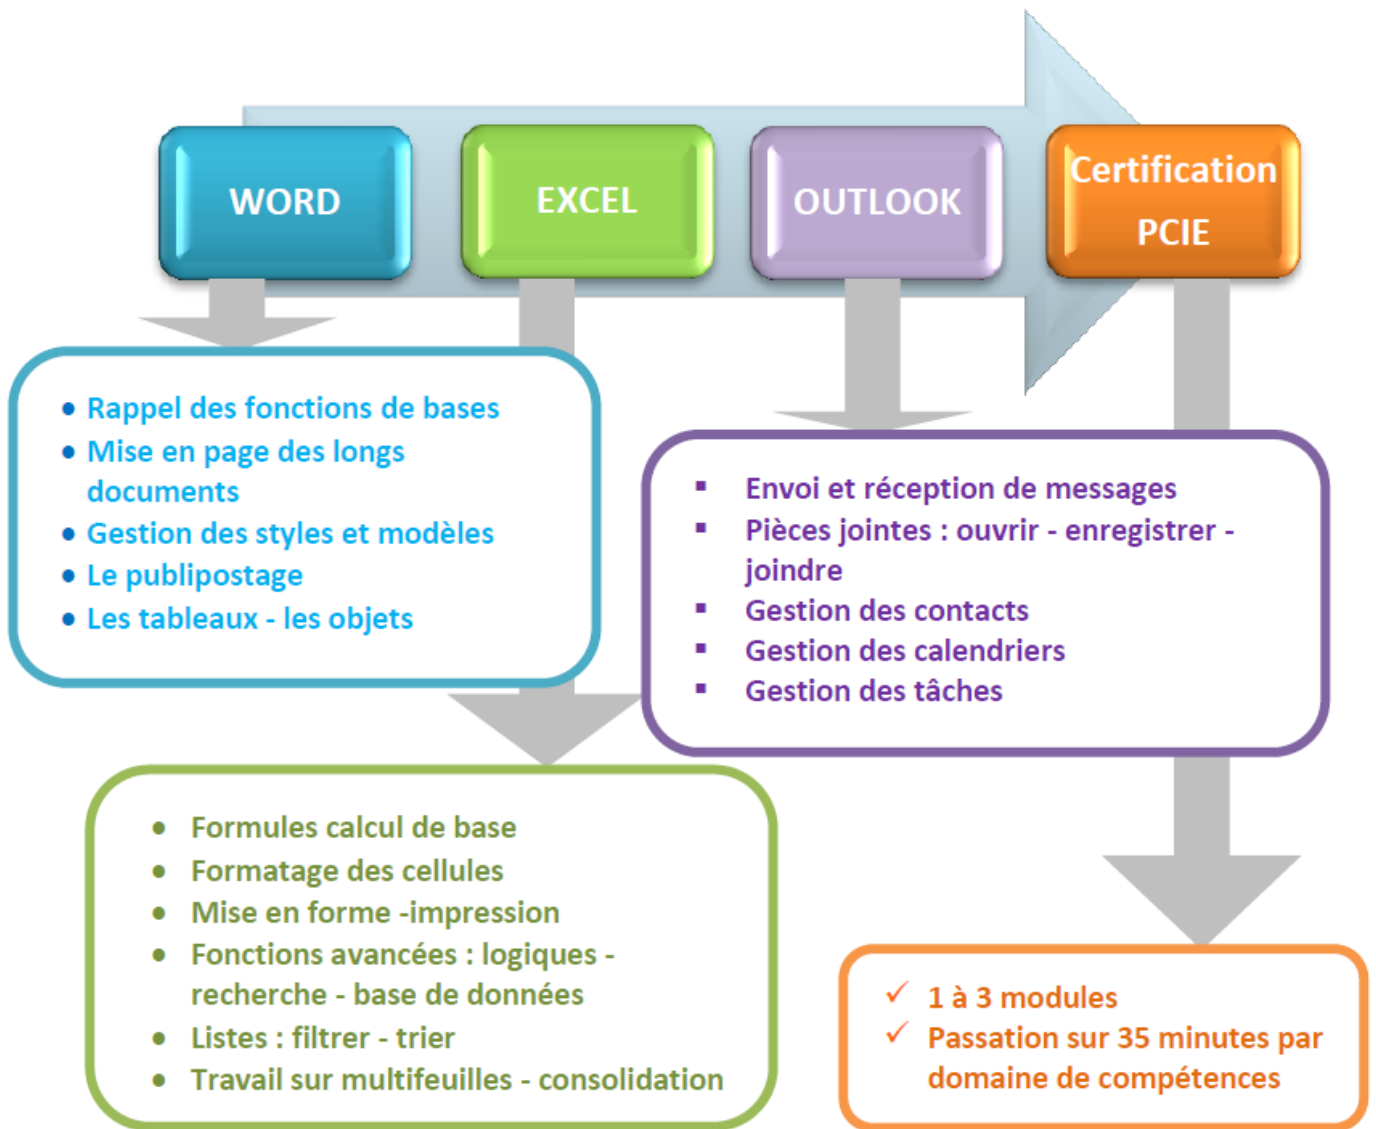 WORD
EXCEL
OUTLOOK
Certification
PCIE
• Rappel des fonctions de bases
• Mise en page des longs
documents
• Gestion des styles et modèles
• Le publipostage
• Les tableaux - les objets
▪ Envoi et réception de messages
▪ Pièces jointes : ouvrir - enregistrer -
joindre
▪ Gestion des contacts
▪ Gestion des calendriers
▪ Gestion des tâches
• Formules calcul de base
• Formatage des cellules
• Mise en forme -impression
• Fonctions avancées : logiques -
recherche - base de données
• Listes : filtrer - trier
• Travail sur multifeuilles - consolidation
✓ 1 à 3 modules
✓ Passation sur 35 minutes par
domaine de compétences